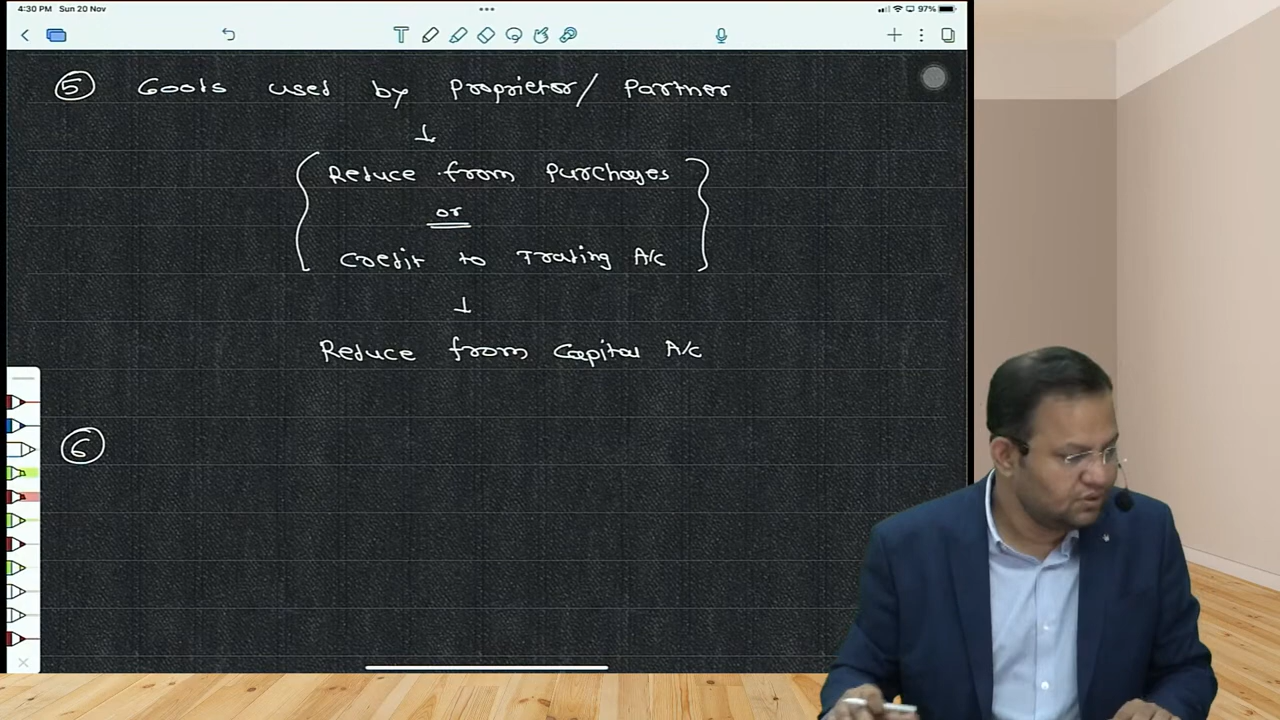 4:30 PM Sun 20 Nov
97%
5 Goods used by Proprietor/ Partner
Reduce from Purchases
or
Credit to Trading A/c
Reduce from Capital A/c
6